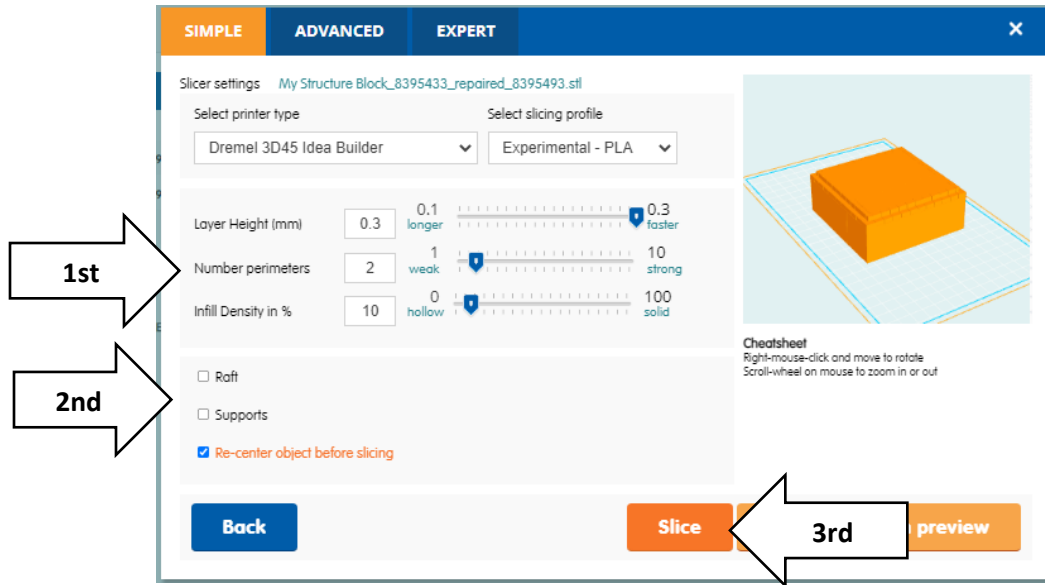 SIMPLE ADVANCED EXPERT ×
Slicer settings My Structure Block_8395433_repaired_8395493.stl
Select printer type Select slicing profile
Dremel 3D45 Idea Builder Experimental - PLA
Layer Height (mm) 0.3 0.1 longer 0.3 faster
Number perimeters 2 1 weak 10 strong
Infill Density in % 10 0 hollow 100 solid
1st
Raft
Supports
Re-center object before slicing
2nd
Cheatsheet
Right-mouse-click and move to rotate
Scroll-wheel on mouse to zoom in or out
Back Slice 3rd preview